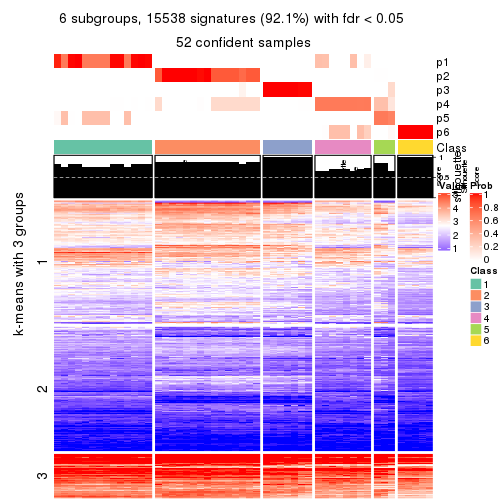 6 subgroups, 15538 signatures (92.1%) with fdr < 0.05
52 confident samples
p1
p2
p3
p4
p5
p6
Class
1
0.5
Silhouette
score
k-means with 3 groups
1
2
3
Value
4
3
2
1
Prob
1
0.8
0.6
0.4
0.2
0
Class
1
2
3
4
5
6